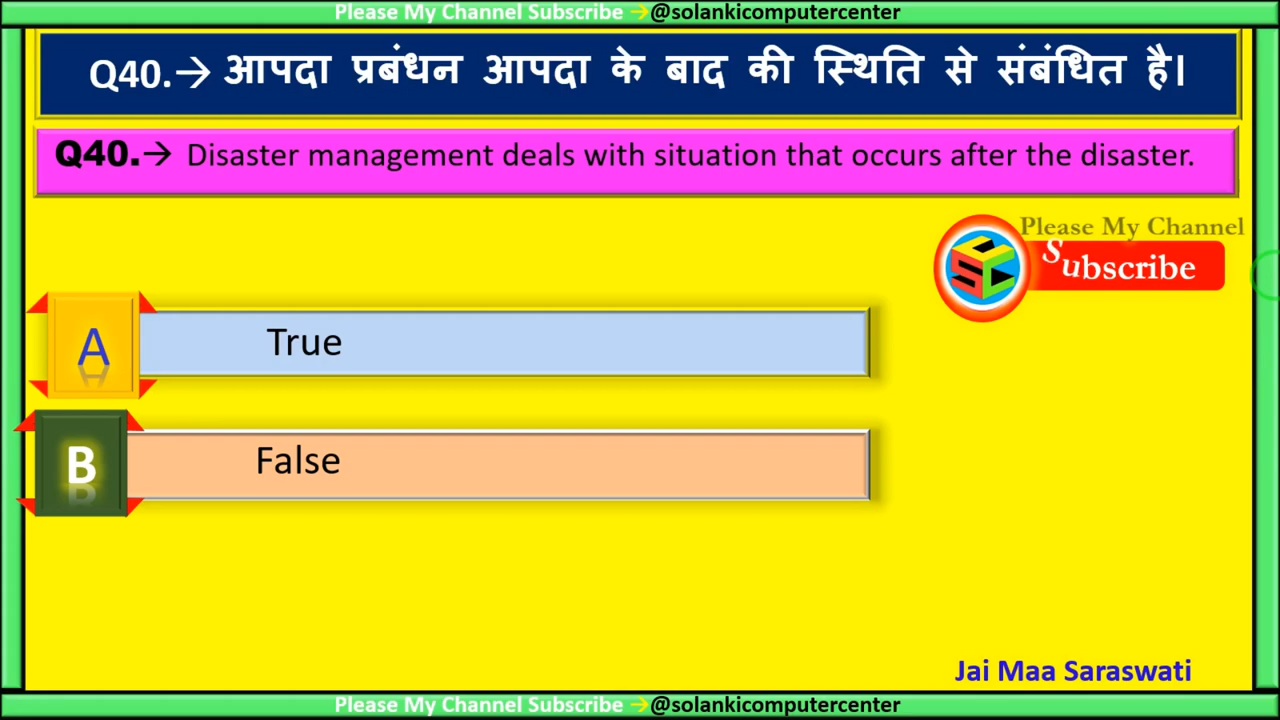 Please My Channel Subscribe →@solankicomputercenter
Q40.→ आपदा प्रबंधन आपदा के बाद की स्थिति से संबंधित है।
Q40.→ Disaster management deals with situation that occurs after the disaster.
Please My Channel
Subscribe
SCC
A True
B False
Jai Maa Saraswati
Please My Channel Subscribe →@solankicomputercenter